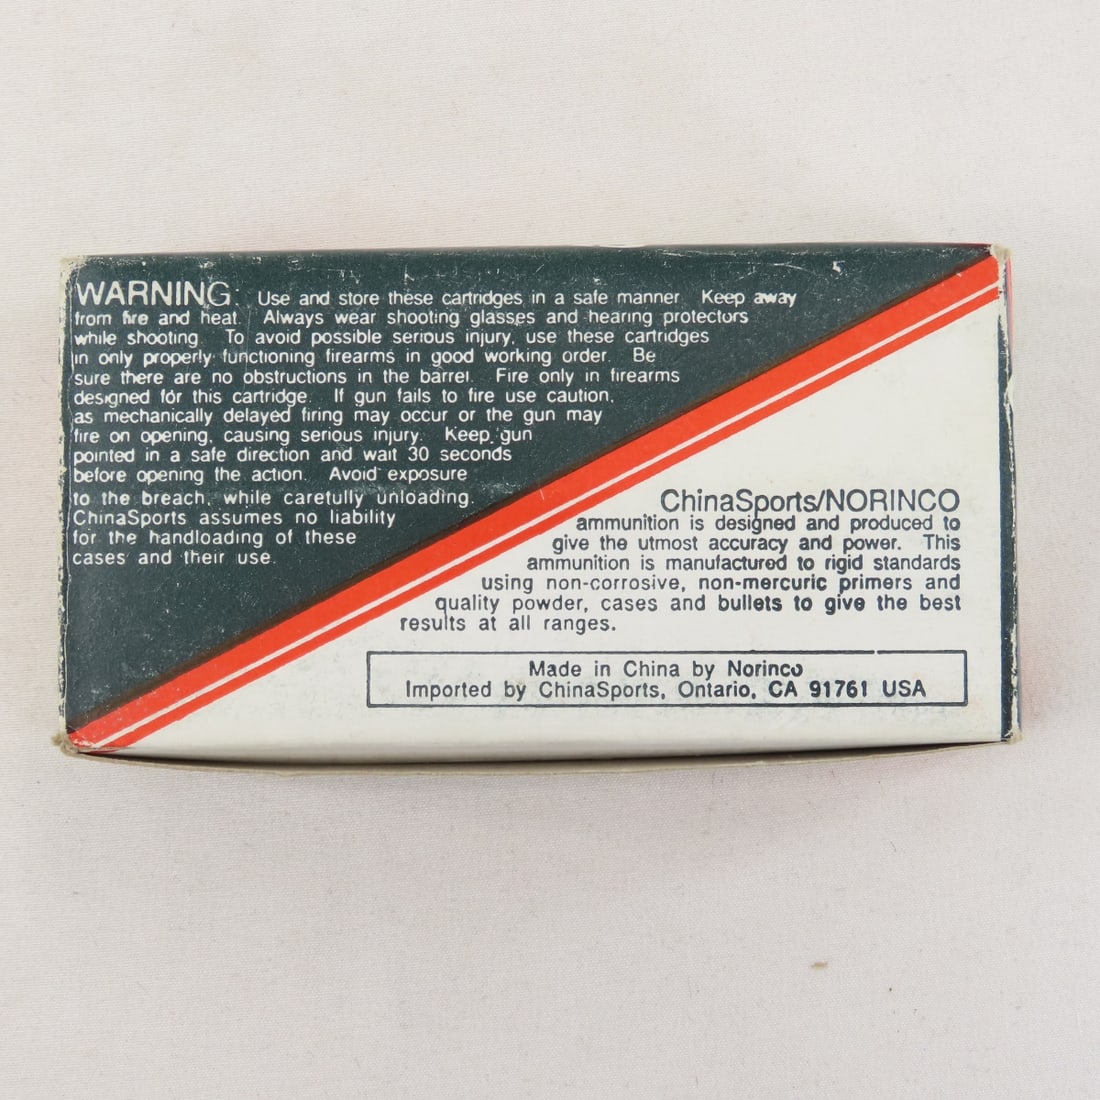 WARNING: Use and store these cartridges in a safe manner. Keep away
from fire and heat. Always wear shooting glasses and hearing protectors
while shooting. To avoid possible serious injury, use these cartridges
in only properly functioning firearms in good working order. Be
sure there are no obstructions in the barrel. Fire only in firearms
designed for this cartridge. If gun fails to fire use caution,
as mechanically delayed firing may occur or the gun may
fire on opening, causing serious injury. Keep gun
pointed in a safe direction and wait 30 seconds
before opening the action. Avoid exposure
to the breach, while carefully unloading.
ChinaSports assumes no liability
for the handloading of these
cases and their use.
ChinaSports/NORINCO
ammunition is designed and produced to
give the utmost accuracy and power. This
ammunition is manufactured to rigid standards
using non-corrosive, non-mercuric primers and
quality powder, cases and bullets to give the best
results at all ranges.
Made in China by Norinco
Imported by ChinaSports, Ontario, CA 91761 USA